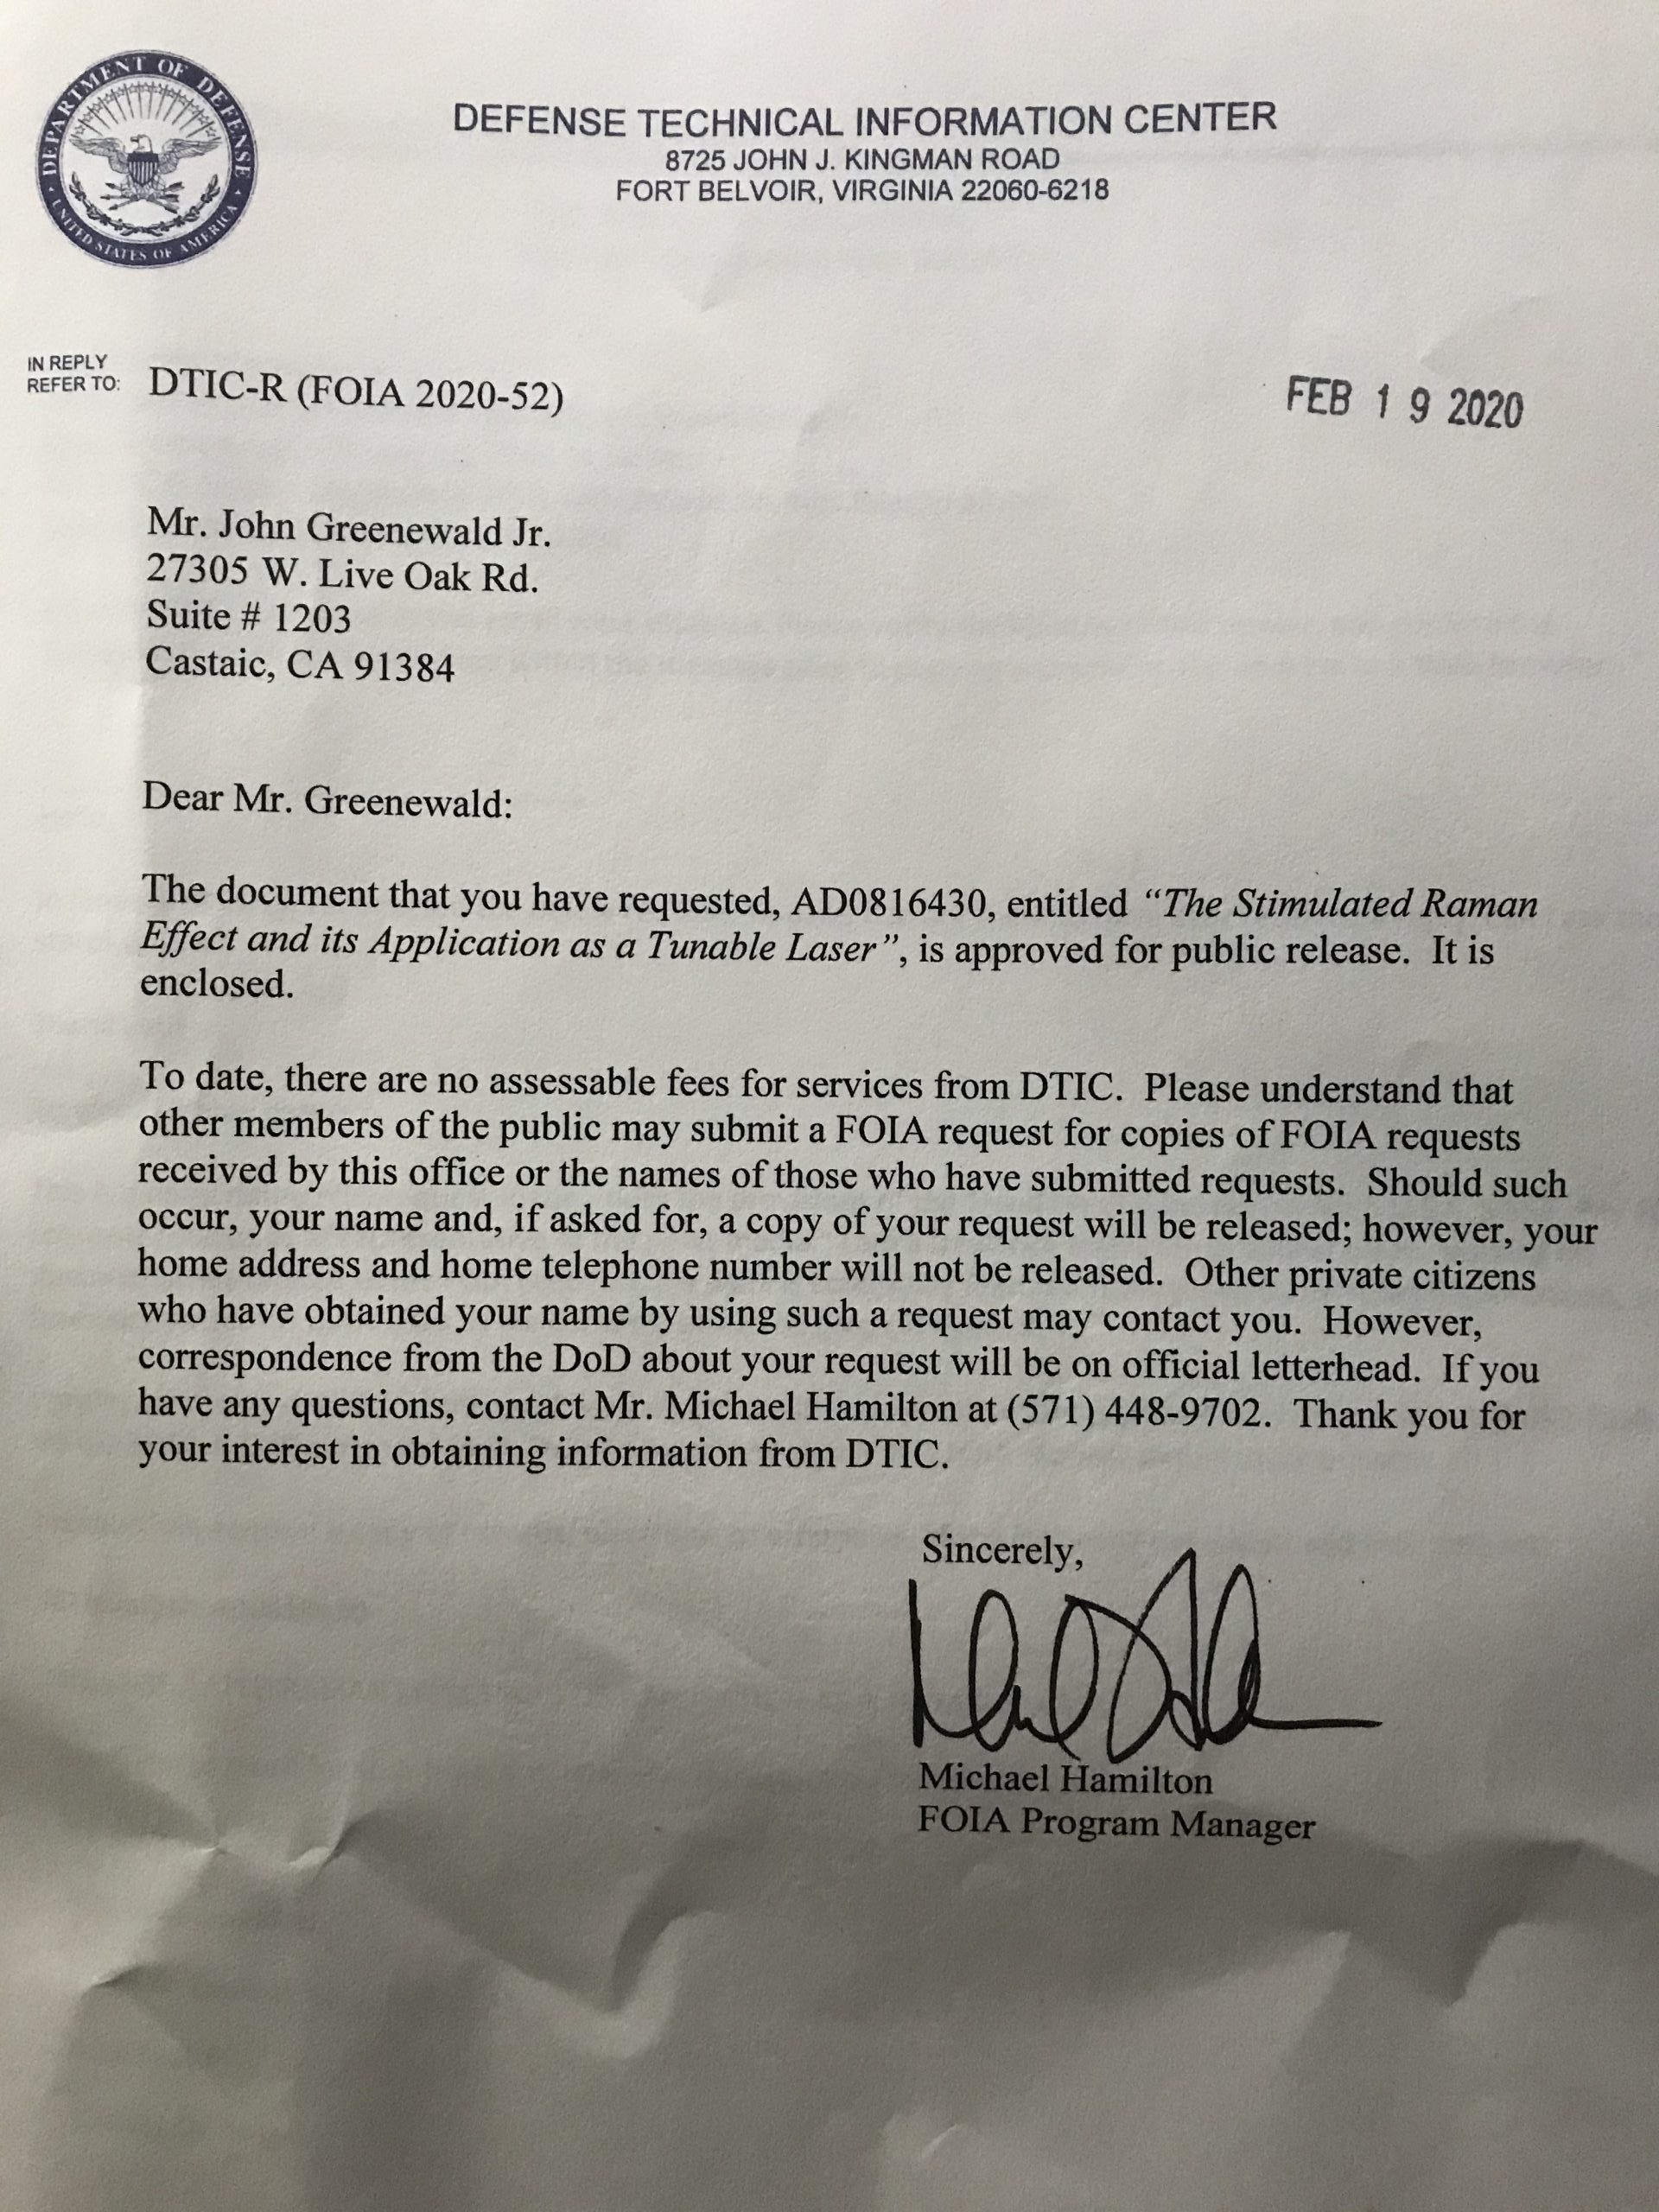 DEPARTMENT OF DEFENSE
UNITED STATES OF AMERICA
DEFENSE TECHNICAL INFORMATION CENTER
8725 JOHN J. KINGMAN ROAD
FORT BELVOIR, VIRGINIA 22060-6218
IN REPLY
REFER TO: DTIC-R (FOIA 2020-52)
FEB 19 2020
Mr. John Greenewald Jr.
27305 W. Live Oak Rd.
Suite # 1203
Castaic, CA 91384
Dear Mr. Greenewald:
The document that you have requested, AD0816430, entitled “The Stimulated Raman
Effect and its Application as a Tunable Laser”, is approved for public release. It is
enclosed.
To date, there are no assessable fees for services from DTIC. Please understand that
other members of the public may submit a FOIA request for copies of FOIA requests
received by this office or the names of those who have submitted requests. Should such
occur, your name and, if asked for, a copy of your request will be released; however, your
home address and home telephone number will not be released. Other private citizens
who have obtained your name by using such a request may contact you. However,
correspondence from the DoD about your request will be on official letterhead. If you
have any questions, contact Mr. Michael Hamilton at (571) 448-9702. Thank you for
your interest in obtaining information from DTIC.
Sincerely,
Michael Hamilton
FOIA Program Manager